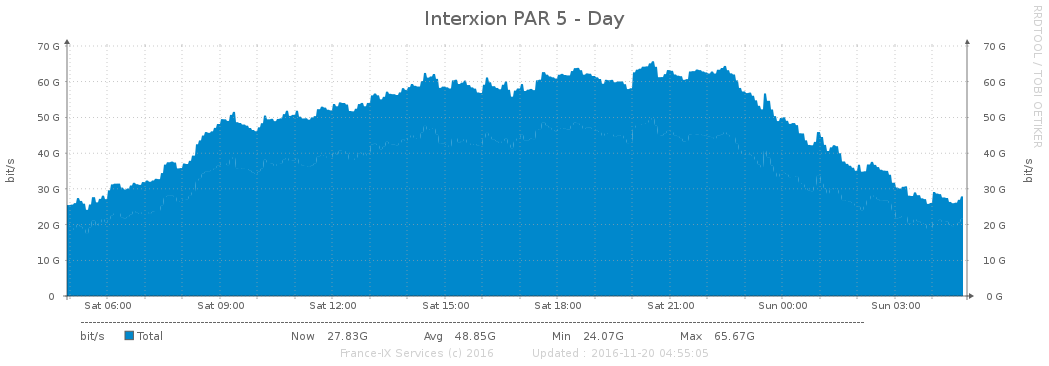 Interxion PAR 5 - Day
RRDTOOL / TOBI OETIKER
bit/s
70 G 70 G
60 G 60 G
50 G 50 G
40 G 40 G
30 G 30 G
20 G 20 G
10 G 10 G
0 0 G
bit/s
Sat 06:00 Sat 09:00 Sat 12:00 Sat 15:00 Sat 18:00 Sat 21:00 Sun 00:00 Sun 03:00
bit/s Total Now 27.83G Avg 48.85G Min 24.07G Max 65.67G
France-IX Services (c) 2016 Updated : 2016-11-20 04:55:05